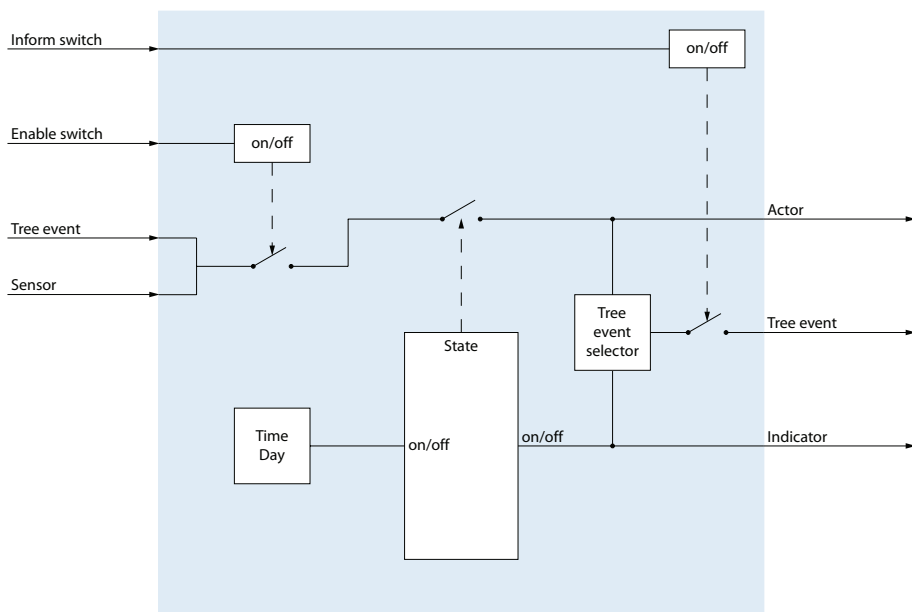 Inform switch
on/off
Enable switch
on/off
Tree event
Actor
Sensor
Tree
event
selector
Tree event
State
Time
Day
on/off
on/off
Indicator